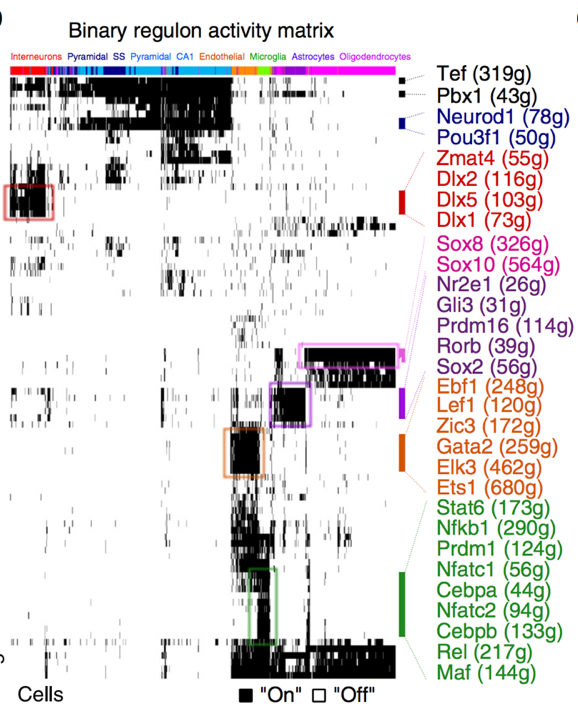 Binary regulon activity matrix
Interneurons Pyramidal SS Pyramidal CA1 Endothelial Microglia Astrocytes Oligodendrocytes
Tef (319g)
Pbx1 (43g)
Neurod1 (78g)
Pou3f1 (50g)
Zmat4 (55g)
Dlx2 (116g)
Dlx5 (103g)
Dlx1 (73g)
Sox8 (326g)
Sox10 (564g)
Nr2e1 (26g)
Gli3 (31g)
Prdm16 (114g)
Rorb (39g)
Sox2 (56g)
Ebf1 (248g)
Lef1 (120g)
Zic3 (172g)
Gata2 (259g)
Elk3 (462g)
Ets1 (680g)
Stat6 (173g)
Nfkb1 (290g)
Prdm1 (124g)
Nfatc1 (56g)
Cebpa (44g)
Nfatc2 (94g)
Cebpb (133g)
Rel (217g)
Maf (144g)
Cells "On" "Off"